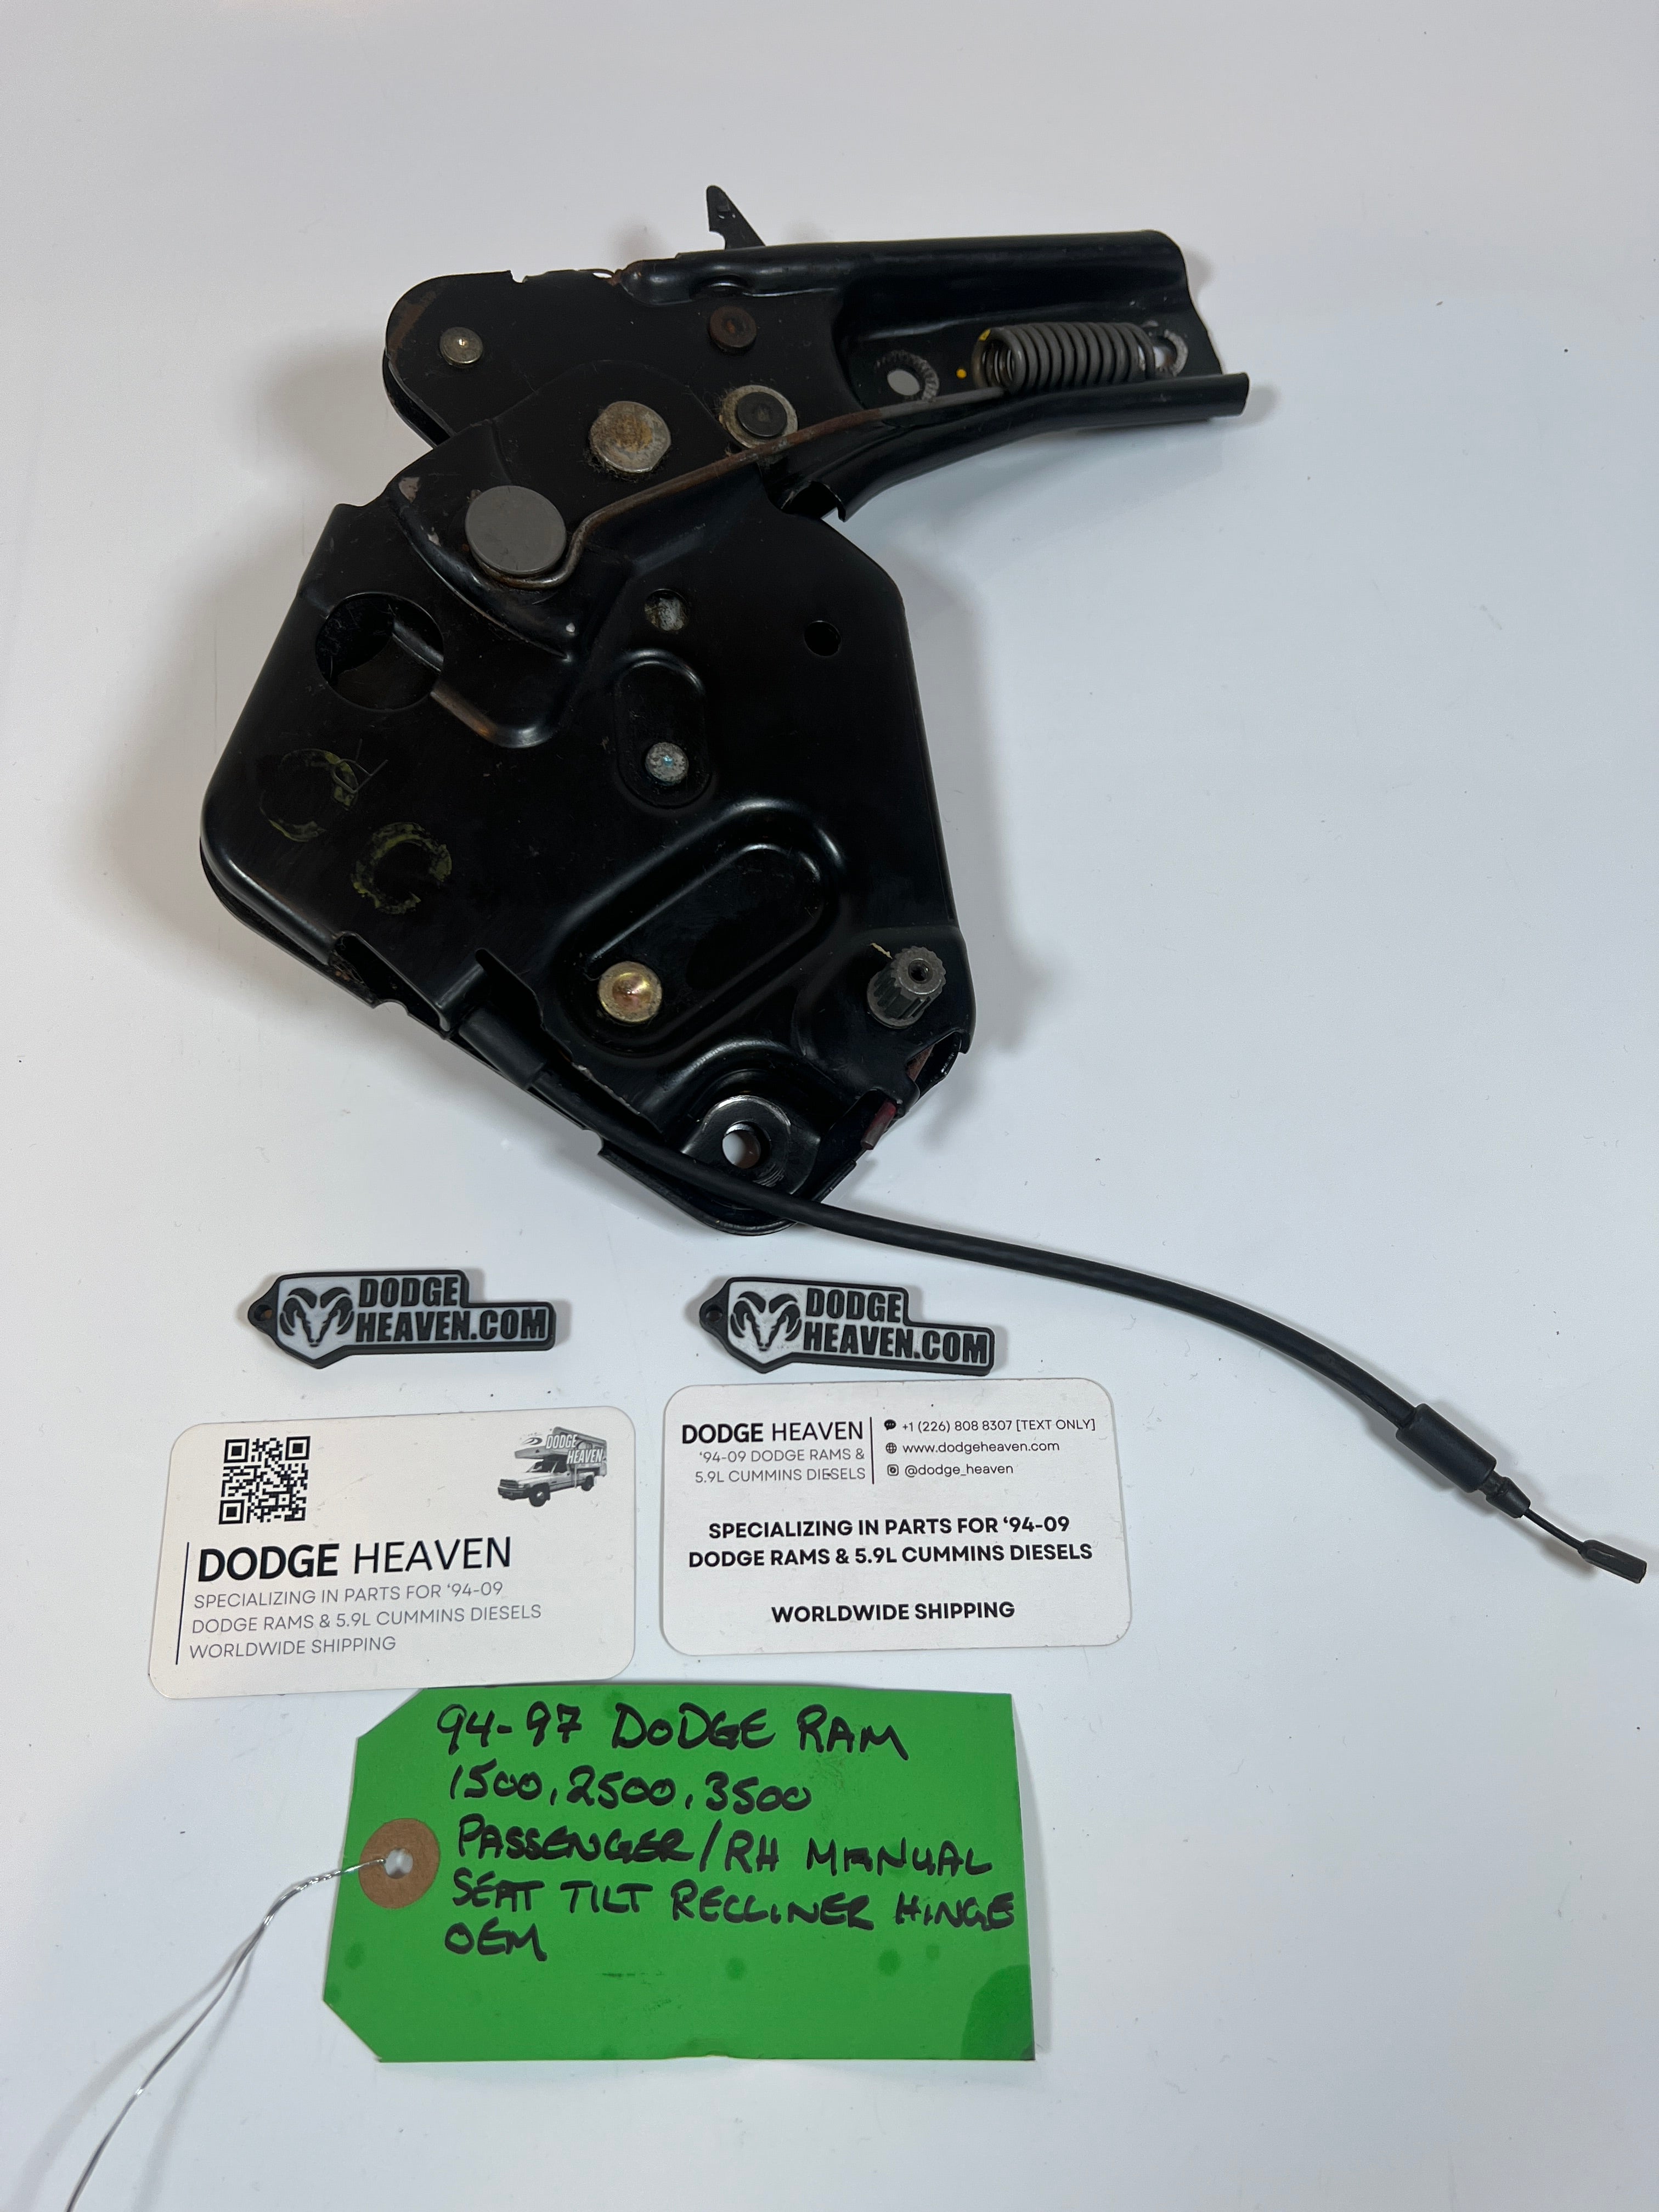 DODGE
HEAVEN.COM
DODGE
HEAVEN.COM
DODGE
HEAVEN
DODGE HEAVEN
SPECIALIZING IN PARTS FOR ‘94-09
DODGE RAMS & 5.9L CUMMINS DIESELS
WORLDWIDE SHIPPING
DODGE HEAVEN
‘94-09 DODGE RAMS &
5.9L CUMMINS DIESELS
+1 (226) 808 8307 [TEXT ONLY]
www.dodgeheaven.com
@dodge_heaven
SPECIALIZING IN PARTS FOR ‘94-09
DODGE RAMS & 5.9L CUMMINS DIESELS
WORLDWIDE SHIPPING
94-97 DODGE RAM
1500, 2500, 3500
PASSENGER/RH MANUAL
SEAT TILT RECLINER HINGE
OEM